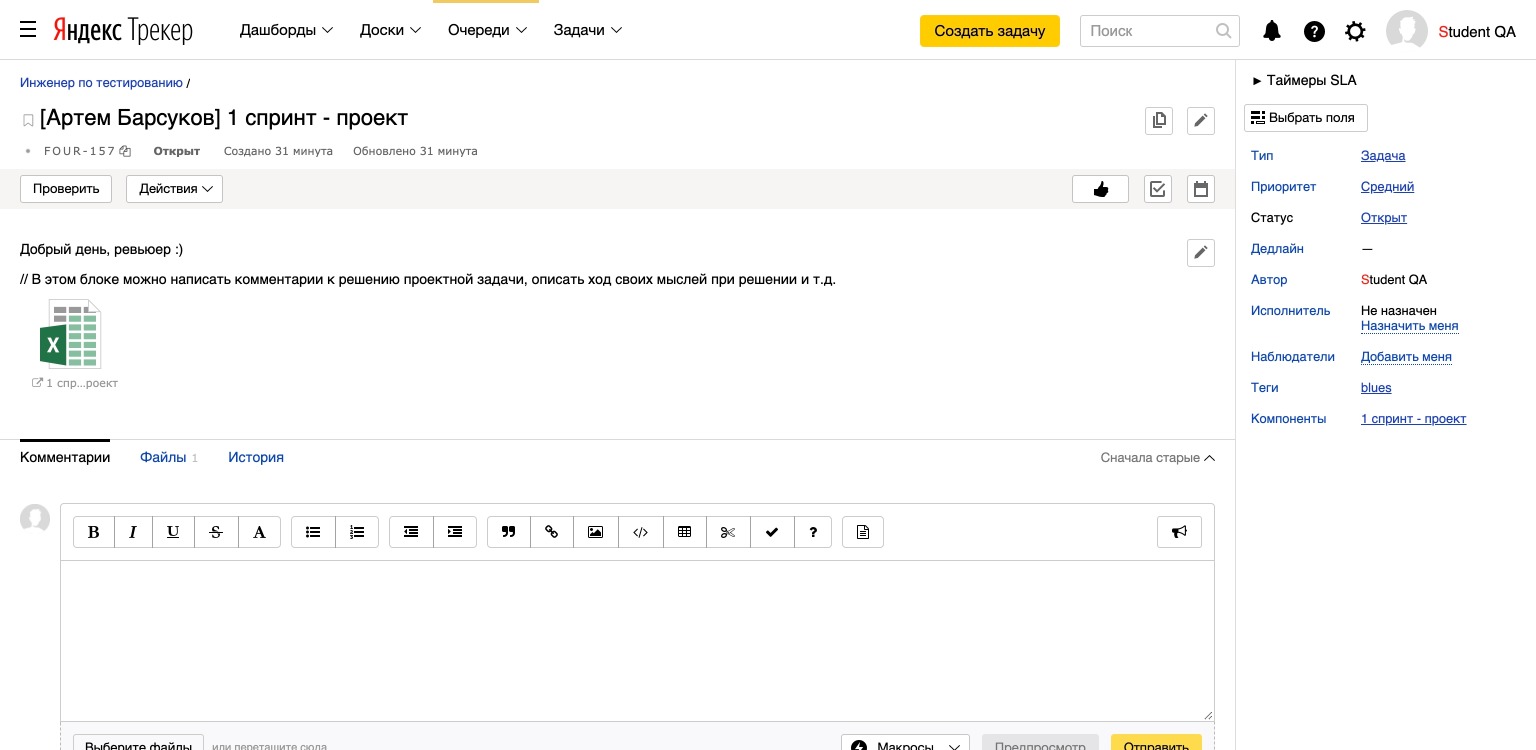 Яндекс Трекер Дашборды Доски Очереди Задачи Создать задачу Поиск ? Student QA
Инженер по тестированию /
[Артем Барсуков] 1 спринт - проект
FOUR-157 Открыт Создано 31 минута Обновлено 31 минута
Проверить Действия
Добрый день, ревьюер :)
// В этом блоке можно написать комментарии к решению проектной задачи, описать ход своих мыслей при решении и т.д.
X
1 спр...роект
Комментарии Файлы 1 История Сначала старые
B I U S A ?
Выберите файлы или перетащите сюда Макросы Предпросмотр Отправить
► Таймеры SLA
Выбрать поля
Тип Задача
Приоритет Средний
Статус Открыт
Дедлайн —
Автор Student QA
Исполнитель Не назначен
Назначить меня
Наблюдатели Добавить меня
Теги blues
Компоненты 1 спринт - проект